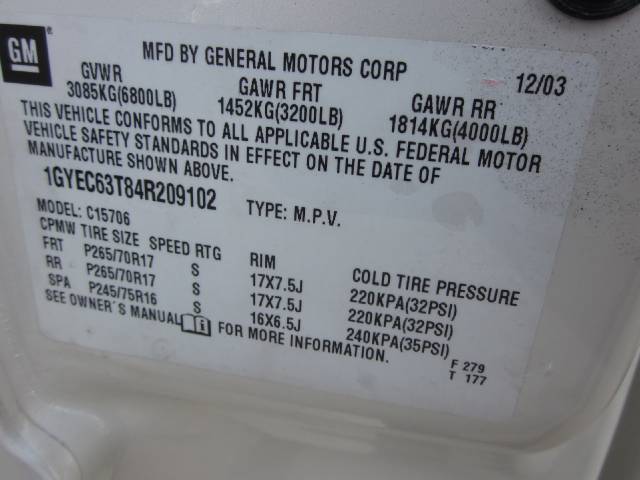 GM
MFD BY GENERAL MOTORS CORP 12/03
GVWR GAWR FRT GAWR RR
3085KG(6800LB) 1452KG(3200LB) 1814KG(4000LB)
THIS VEHICLE CONFORMS TO ALL APPLICABLE U.S. FEDERAL MOTOR
VEHICLE SAFETY STANDARDS IN EFFECT ON THE DATE OF
MANUFACTURE SHOWN ABOVE.
1GYEC63T84R209102 TYPE: M.P.V.
MODEL: C15706
CPMW TIRE SIZE SPEED RTG RIM COLD TIRE PRESSURE
FRT P265/70R17 S 17X7.5J 220KPA(32PSI)
RR P265/70R17 S 17X7.5J 220KPA(32PSI)
SPA P245/75R16 S 16X6.5J 240KPA(35PSI)
SEE OWNER'S MANUAL FOR MORE INFORMATION.
F 279
T 177